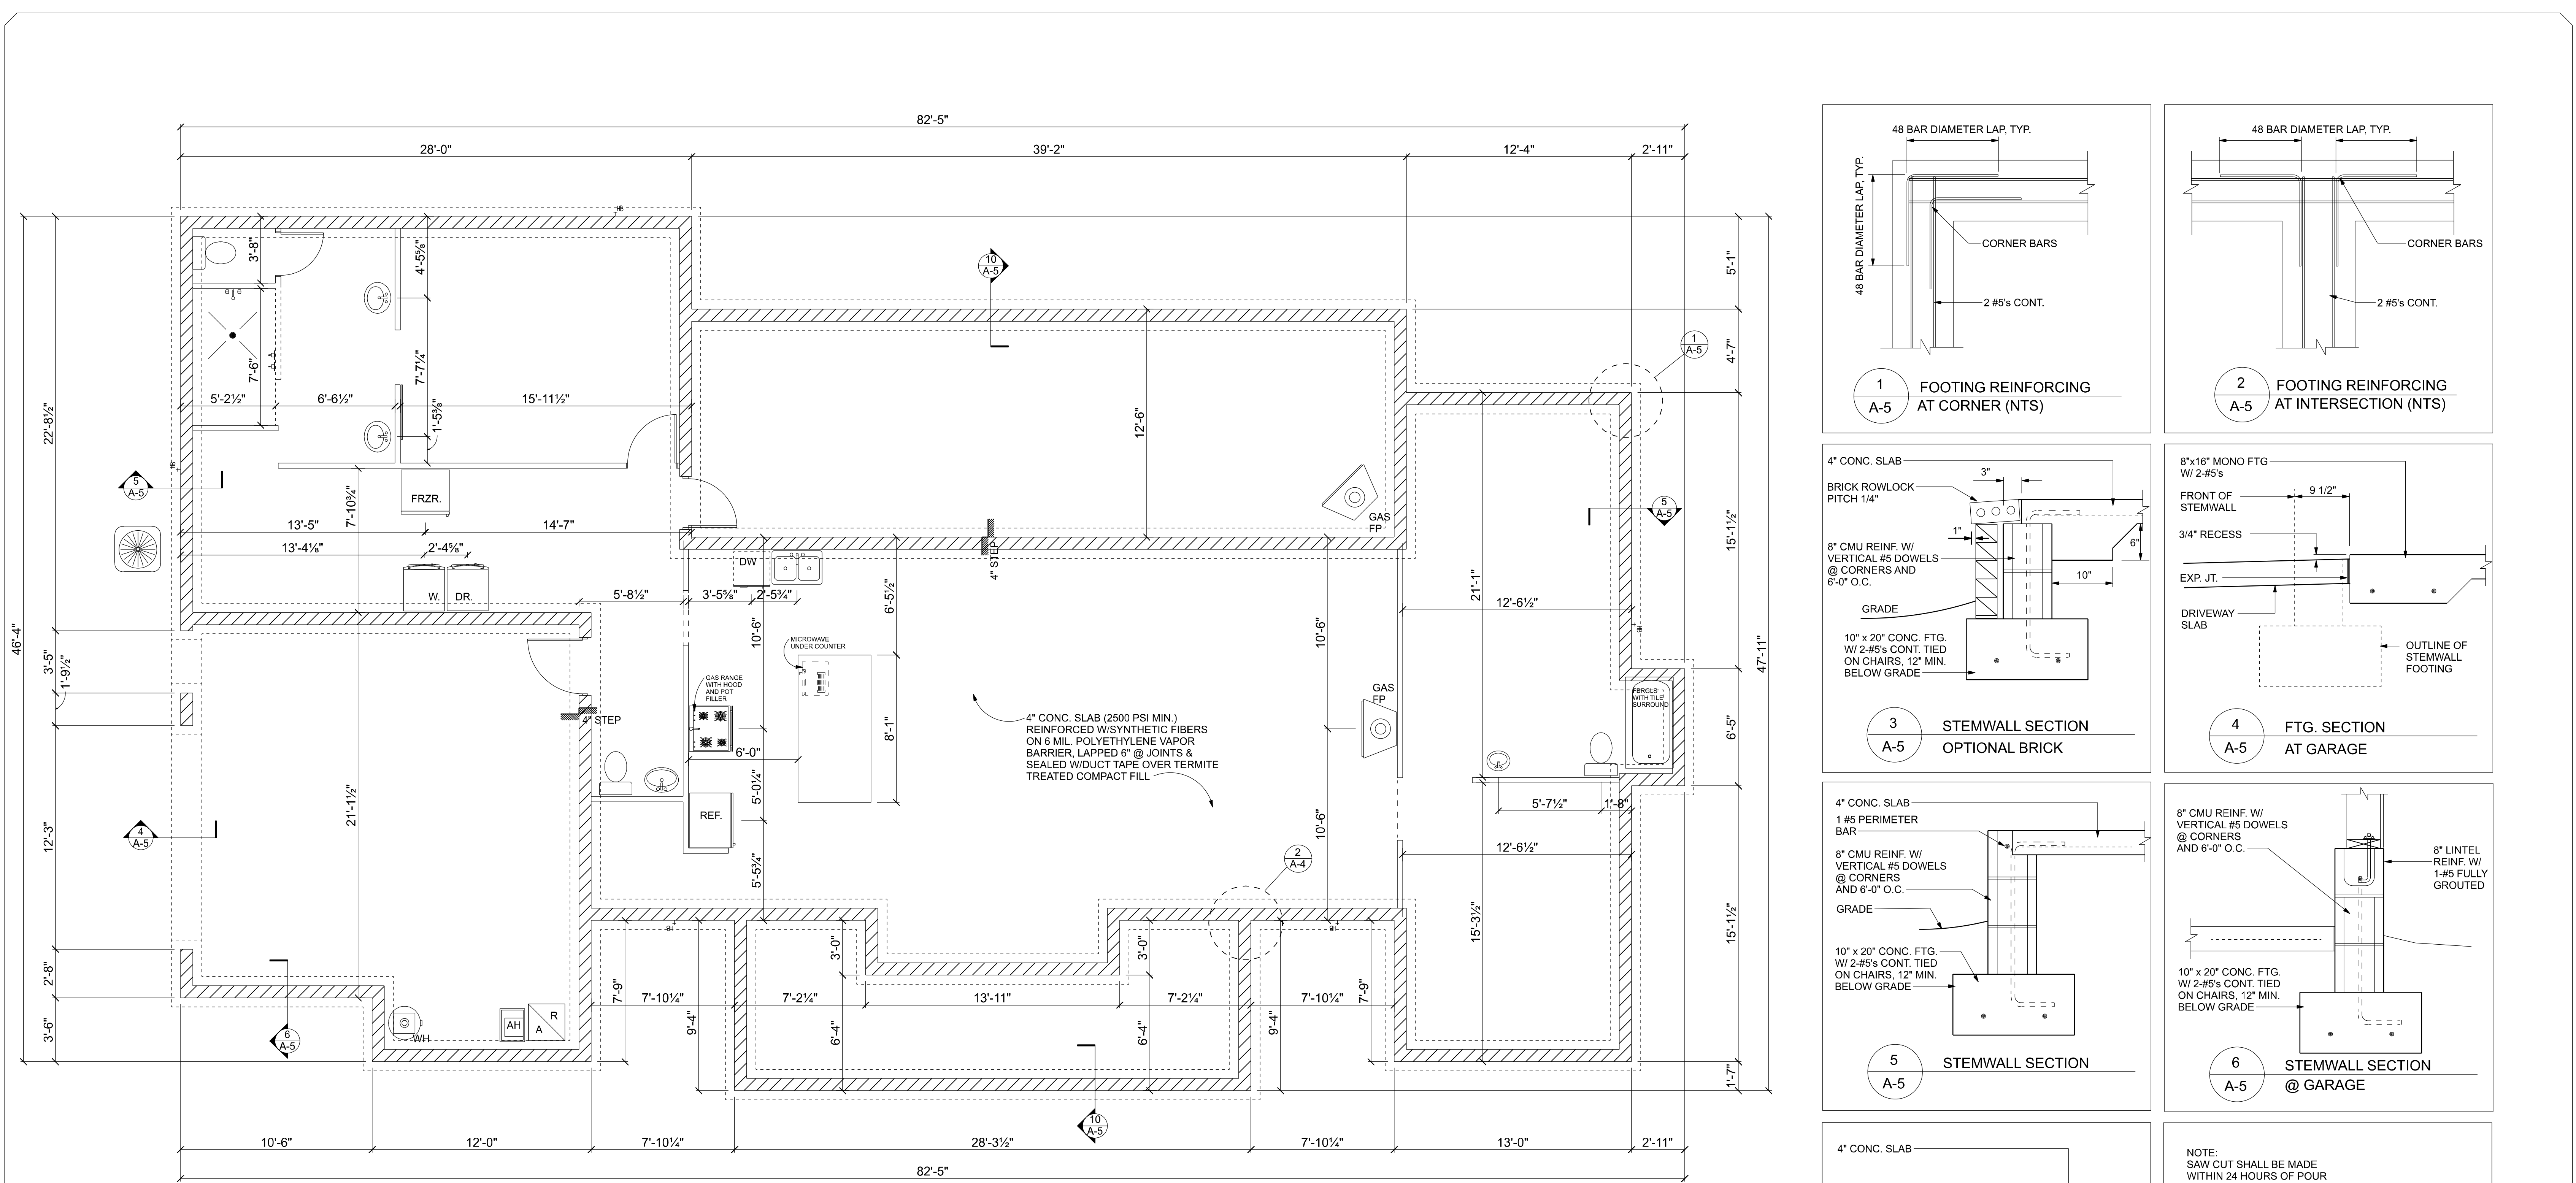 82'-5"
28'-0"
39'-2"
12'-4"
2'-11"
HB
46'-4"
22'-8½"
3'-5"
1'-9½"
12'-3"
2'-8"
3'-6"
3'-8"
7'-6"
4'-5⅝"
7'-7¼"
1'-5⅜"
5'-2½"
6'-6½"
15'-11½"
HB
5
A-5
7'-10¾"
FRZR.
13'-5"
14'-7"
13'-4⅛"
2'-4⅝"
W.
DR.
10
A-5
12'-6"
GAS
FP
1
A-5
5'-1"
4'-7"
15'-1½"
47'-11"
6'-5"
15'-1½"
1'-7"
5
A-5
4" STEP
DW
5'-8½"
3'-5⅝"
2'-5¾"
6'-5½"
10'-6"
MICROWAVE
UNDER COUNTER
GAS RANGE
WITH HOOD
AND POT
FILLER
8'-1"
6'-0"
5'-0¼"
REF.
5'-5¾"
4" STEP
21'-1½"
4
A-5
4" CONC. SLAB (2500 PSI MIN.)
REINFORCED W/SYNTHETIC FIBERS
ON 6 MIL. POLYETHYLENE VAPOR
BARRIER, LAPPED 6" @ JOINTS &
SEALED W/DUCT TAPE OVER TERMITE
TREATED COMPACT FILL
10'-6"
GAS
FP
10'-6"
21'-1"
12'-6½"
HB
FBRGLS
WITH TILE
SURROUND
5'-7½"
1'-8"
12'-6½"
15'-3½"
2
A-4
HB
HB
3'-0"
3'-0"
7'-9"
7'-10¼"
7'-2¼"
13'-11"
7'-2¼"
7'-10¼"
7'-9"
9'-4"
6'-4"
6'-4"
9'-4"
WH
AH
R
A
6
A-5
10
A-5
10'-6"
12'-0"
7'-10¼"
28'-3½"
7'-10¼"
13'-0"
2'-11"
82'-5"
48 BAR DIAMETER LAP, TYP.
48 BAR DIAMETER LAP, TYP.
CORNER BARS
2 #5's CONT.
1
A-5
FOOTING REINFORCING
AT CORNER (NTS)
48 BAR DIAMETER LAP, TYP.
CORNER BARS
2 #5's CONT.
2
A-5
FOOTING REINFORCING
AT INTERSECTION (NTS)
4" CONC. SLAB
3"
BRICK ROWLOCK
PITCH 1/4"
1"
6"
8" CMU REINF. W/
VERTICAL #5 DOWELS
@ CORNERS AND
6'-0" O.C.
10"
GRADE
10" x 20" CONC. FTG.
W/ 2-#5's CONT. TIED
ON CHAIRS, 12" MIN.
BELOW GRADE
3
A-5
STEMWALL SECTION
OPTIONAL BRICK
8"x16" MONO FTG
W/ 2-#5's
FRONT OF
STEMWALL
9 1/2"
3/4" RECESS
EXP. JT.
DRIVEWAY
SLAB
OUTLINE OF
STEMWALL
FOOTING
4
A-5
FTG. SECTION
AT GARAGE
4" CONC. SLAB
1 #5 PERIMETER
BAR
8" CMU REINF. W/
VERTICAL #5 DOWELS
@ CORNERS
AND 6'-0" O.C.
GRADE
10" x 20" CONC. FTG.
W/ 2-#5's CONT. TIED
ON CHAIRS, 12" MIN.
BELOW GRADE
5
A-5
STEMWALL SECTION
8" CMU REINF. W/
VERTICAL #5 DOWELS
@ CORNERS
AND 6'-0" O.C.
8" LINTEL
REINF. W/
1-#5 FULLY
GROUTED
10" x 20" CONC. FTG.
W/ 2-#5's CONT. TIED
ON CHAIRS, 12" MIN.
BELOW GRADE
6
A-5
STEMWALL SECTION
@ GARAGE
4" CONC. SLAB
NOTE:
SAW CUT SHALL BE MADE
WITHIN 24 HOURS OF POUR